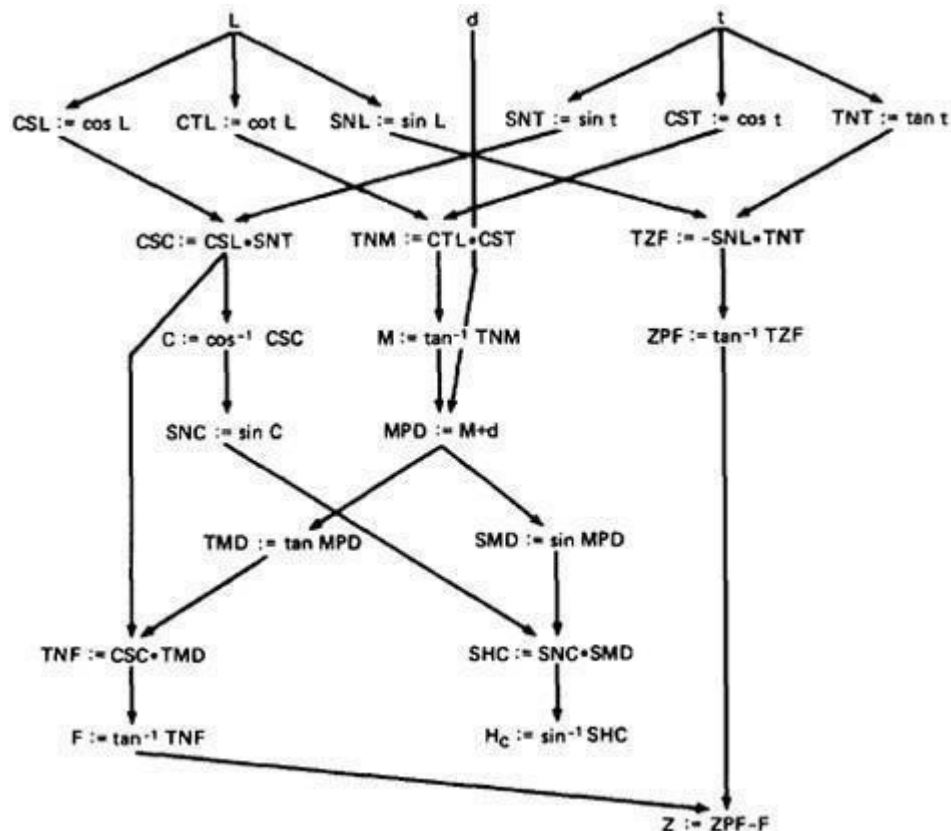 L d t
CSL := cos L CTL := cot L SNL := sin L SNT := sin t CST := cos t TNT := tan t
CSC := CSL•SNT TNM := CTL•CST TZF := -SNL•TNT
C := cos⁻¹ CSC M := tan⁻¹ TNM ZPF := tan⁻¹ TZF
SNC := sin C MPD := M+d
TMD := tan MPD SMD := sin MPD
TNF := CSC•TMD SHC := SNC•SMD
F := tan⁻¹ TNF H_C := sin⁻¹ SHC
Z := ZPF-F